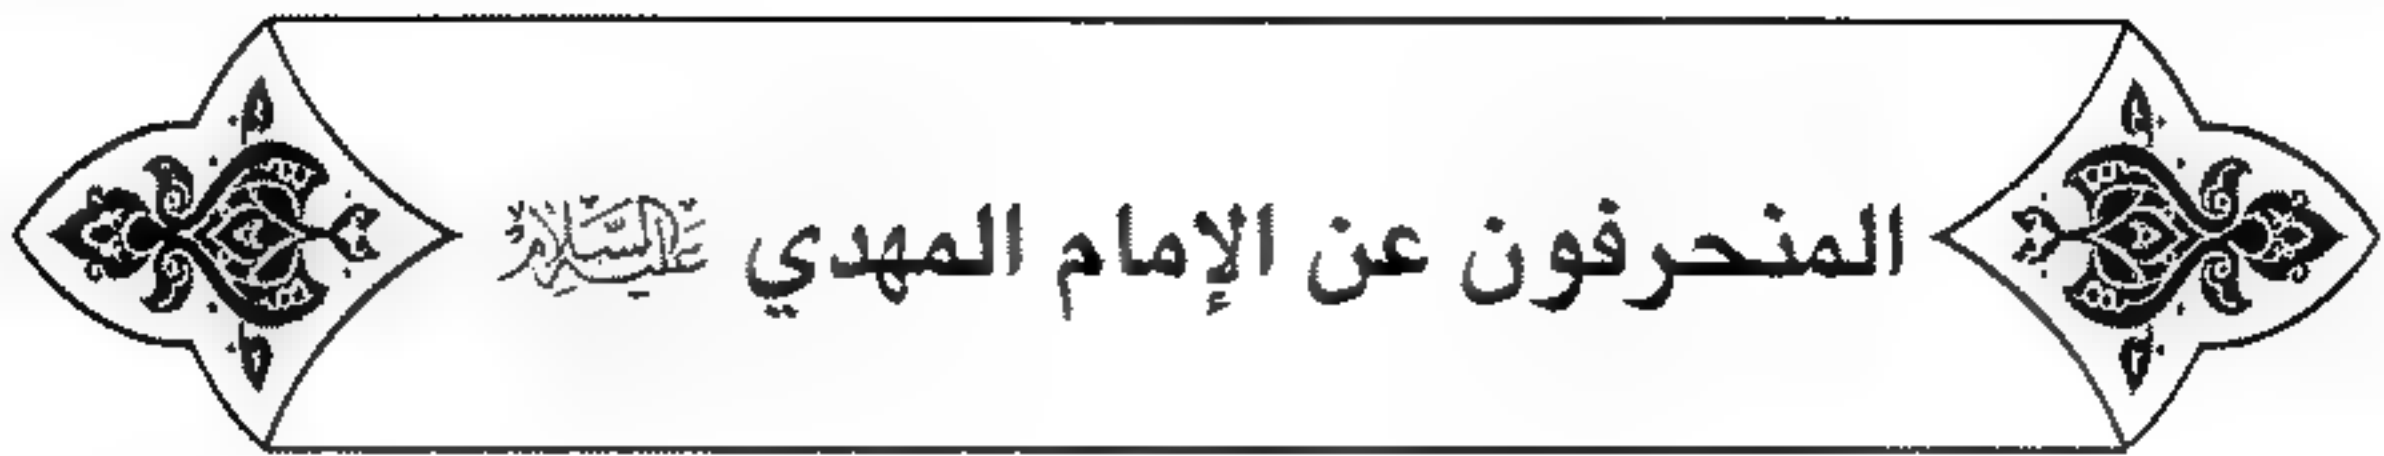 المنحرفون عن الإمام المهدي عليه السلام